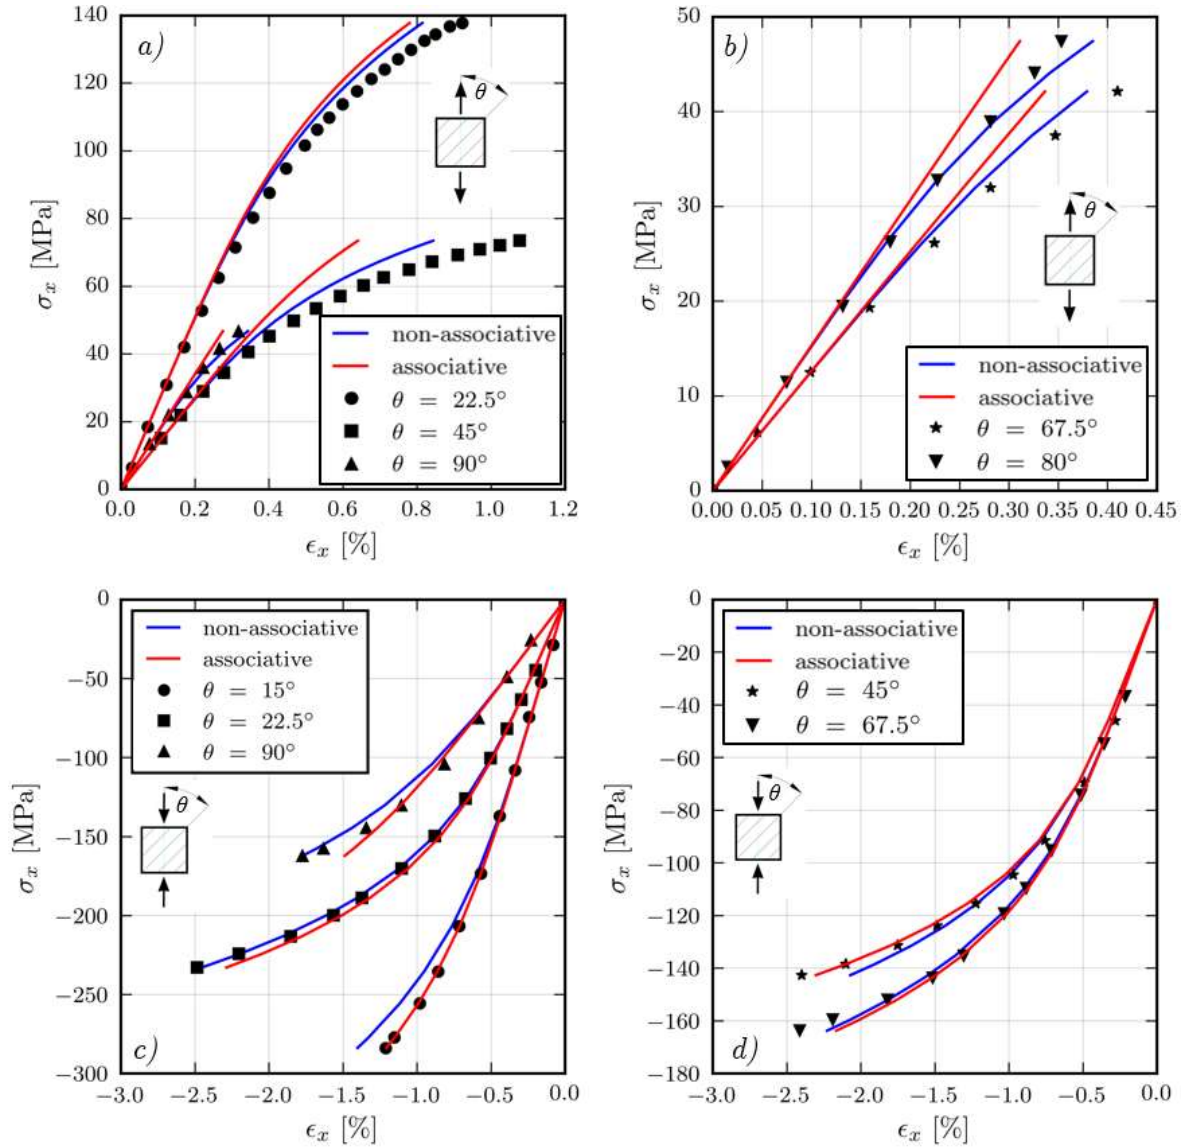 a)
140
120
100
80
60
40
20
0
σₓ [MPa]
θ
non-associative
associative
θ = 22.5°
θ = 45°
θ = 90°
0.0 0.2 0.4 0.6 0.8 1.0 1.2
ϵₓ [%]
b)
50
40
30
20
10
0
σₓ [MPa]
θ
non-associative
associative
θ = 67.5°
θ = 80°
0.00 0.05 0.10 0.15 0.20 0.25 0.30 0.35 0.40 0.45
ϵₓ [%]
0
−50
−100
−150
−200
−250
−300
σₓ [MPa]
non-associative
associative
θ = 15°
θ = 22.5°
θ = 90°
θ
c)
−3.0 −2.5 −2.0 −1.5 −1.0 −0.5 0.0
ϵₓ [%]
0
−20
−40
−60
−80
−100
−120
−140
−160
−180
σₓ [MPa]
non-associative
associative
θ = 45°
θ = 67.5°
θ
d)
−3.0 −2.5 −2.0 −1.5 −1.0 −0.5 0.0
ϵₓ [%]